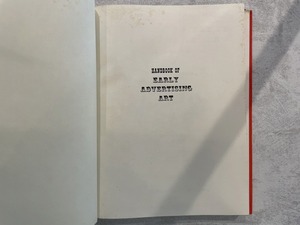 HANDBOOK OF
EARLY
ADVERTISING
ART